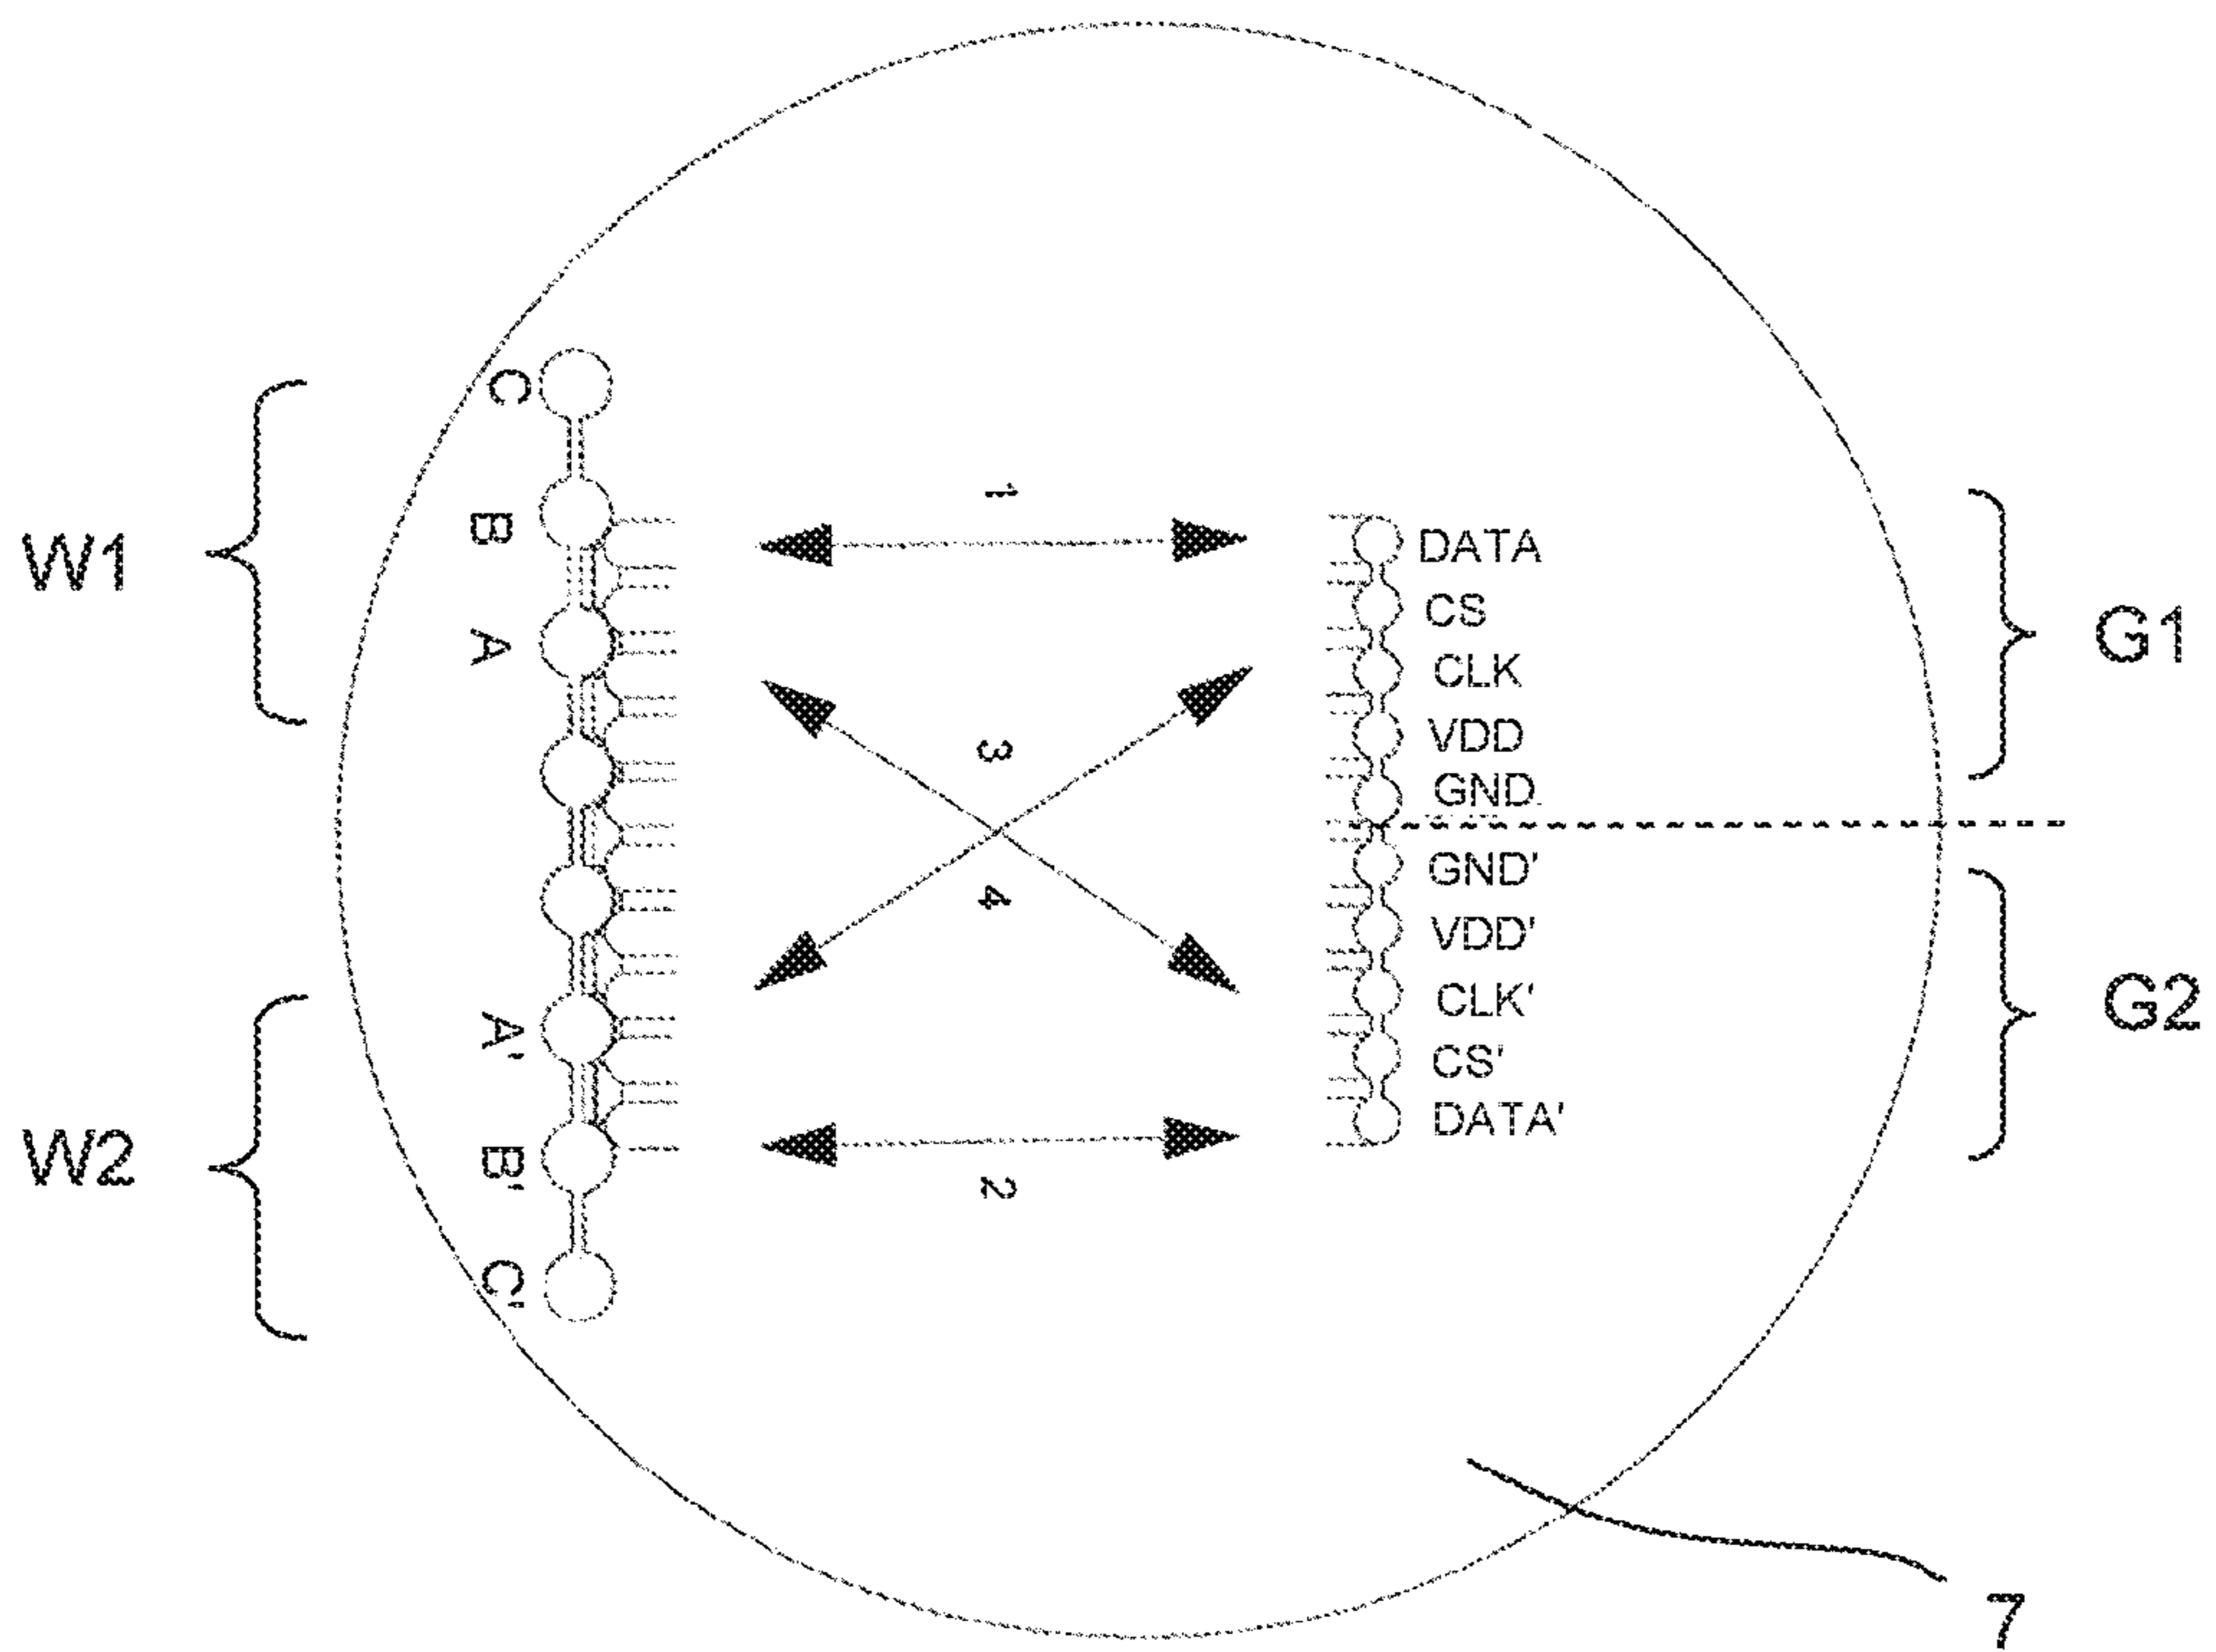 W1
W2
C
B
A
A'
B'
C'
1
3
4
2
DATA
CS
CLK
VDD
GND
GND'
VDD'
CLK'
CS'
DATA'
G1
G2
7